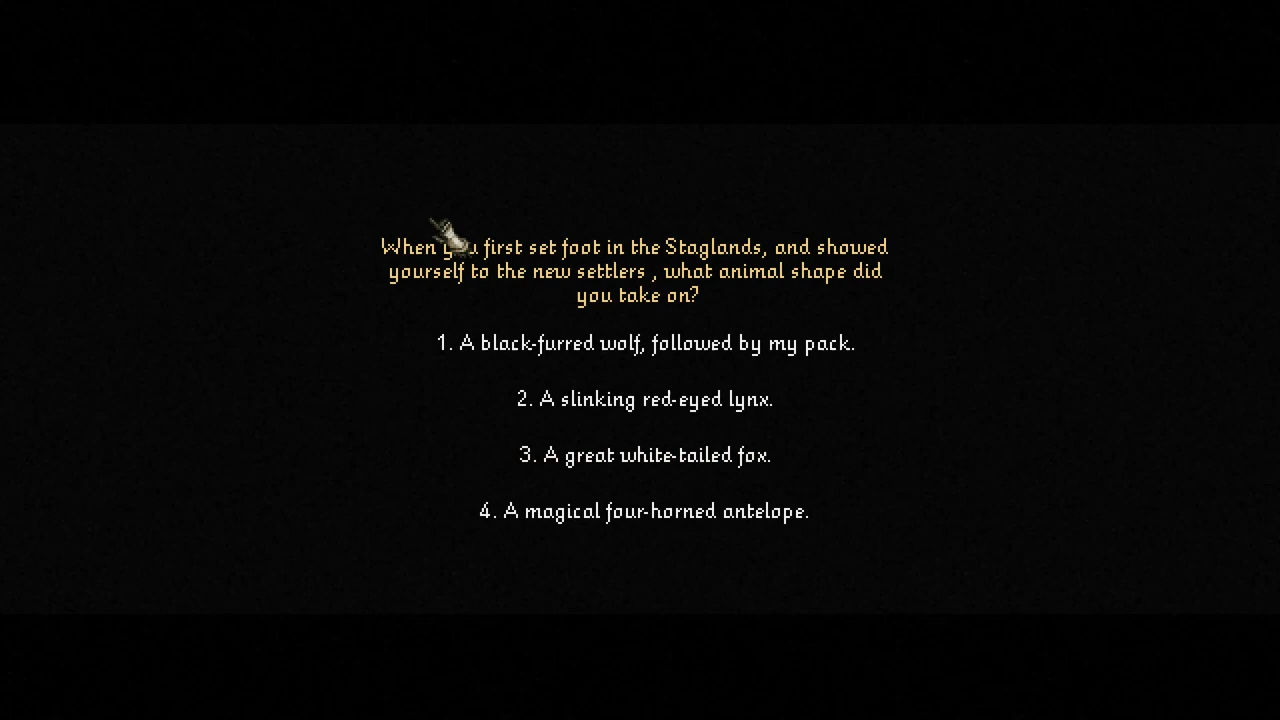 When you first set foot in the Staglands, and showed
yourself to the new settlers , what animal shape did
you take on?
1. A black-furred wolf, followed by my pack.
2. A slinking red-eyed lynx.
3. A great white-tailed fox.
4. A magical four-horned antelope.